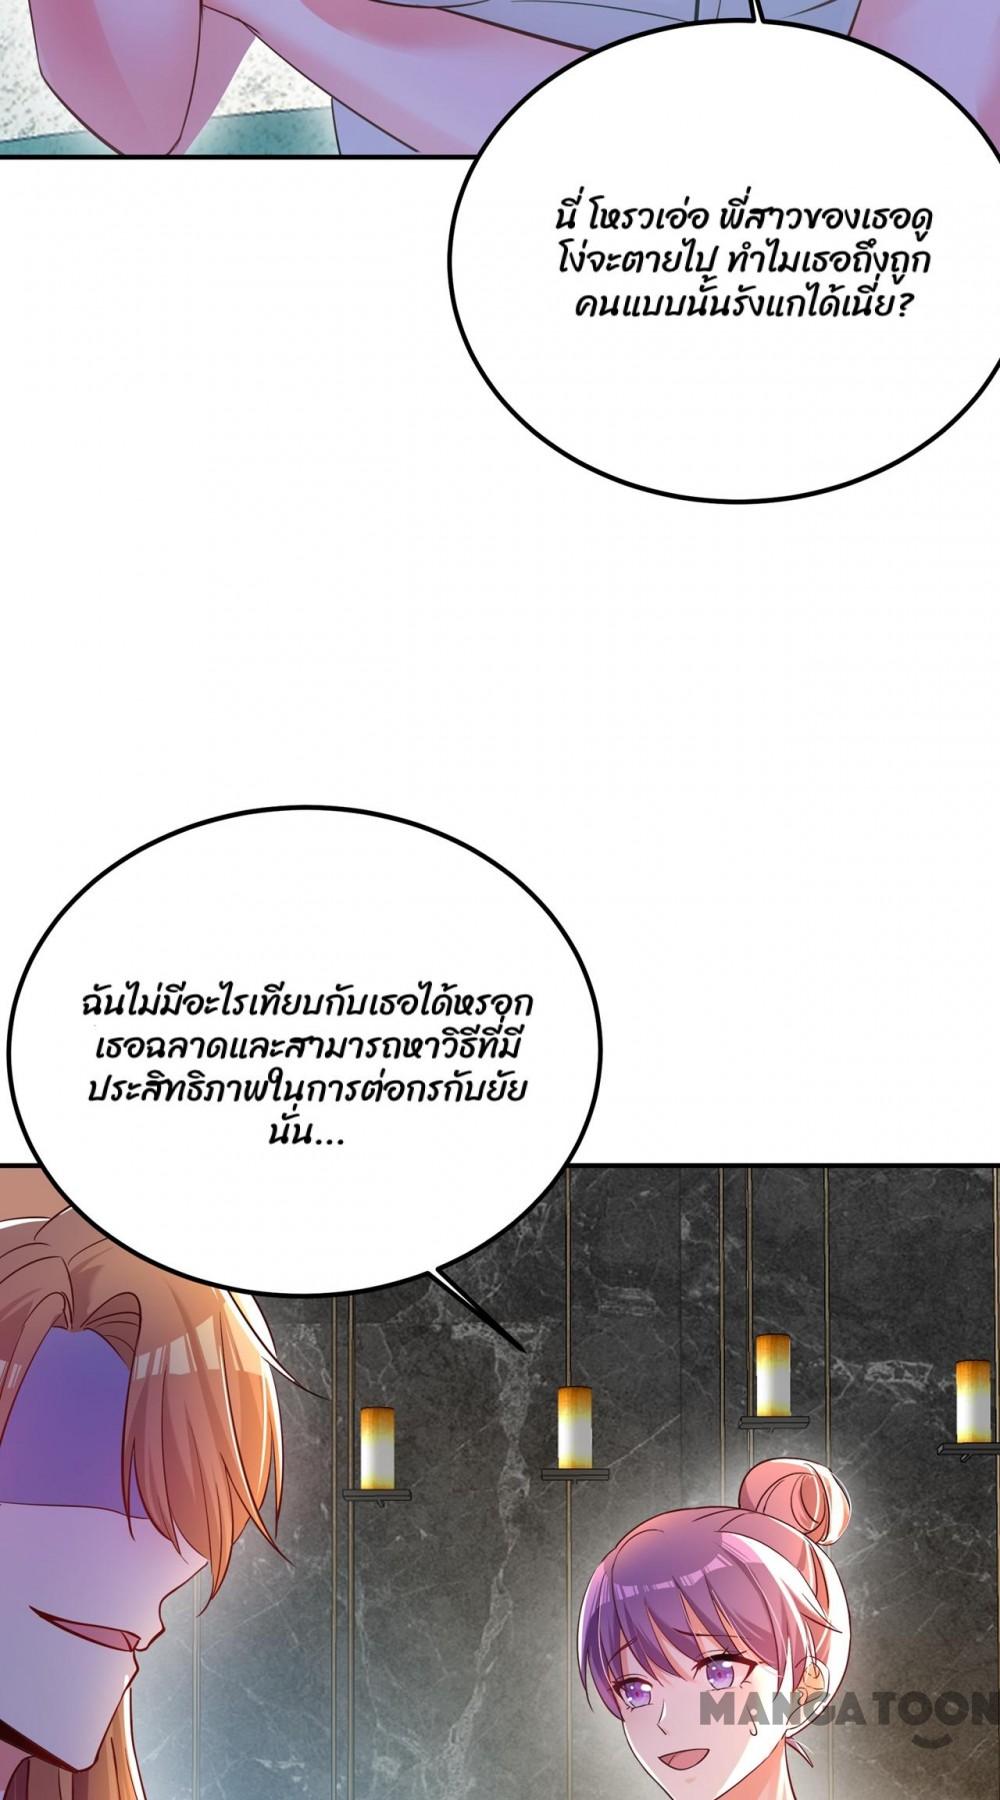 นี่ โหรวเอ่อ พี่สาวของเธอดู
โง่จะตายไป ทำไมเธอถึงถูก
คนแบบนั้นรังแกได้เนี่ย?
ฉันไม่มีอะไรเทียบกับเธอได้หรอก
เธอฉลาดและสามารถหาวิธีที่มี
ประสิทธิภาพในการต่อกรกับยัย
นั่น...
MANGATOON